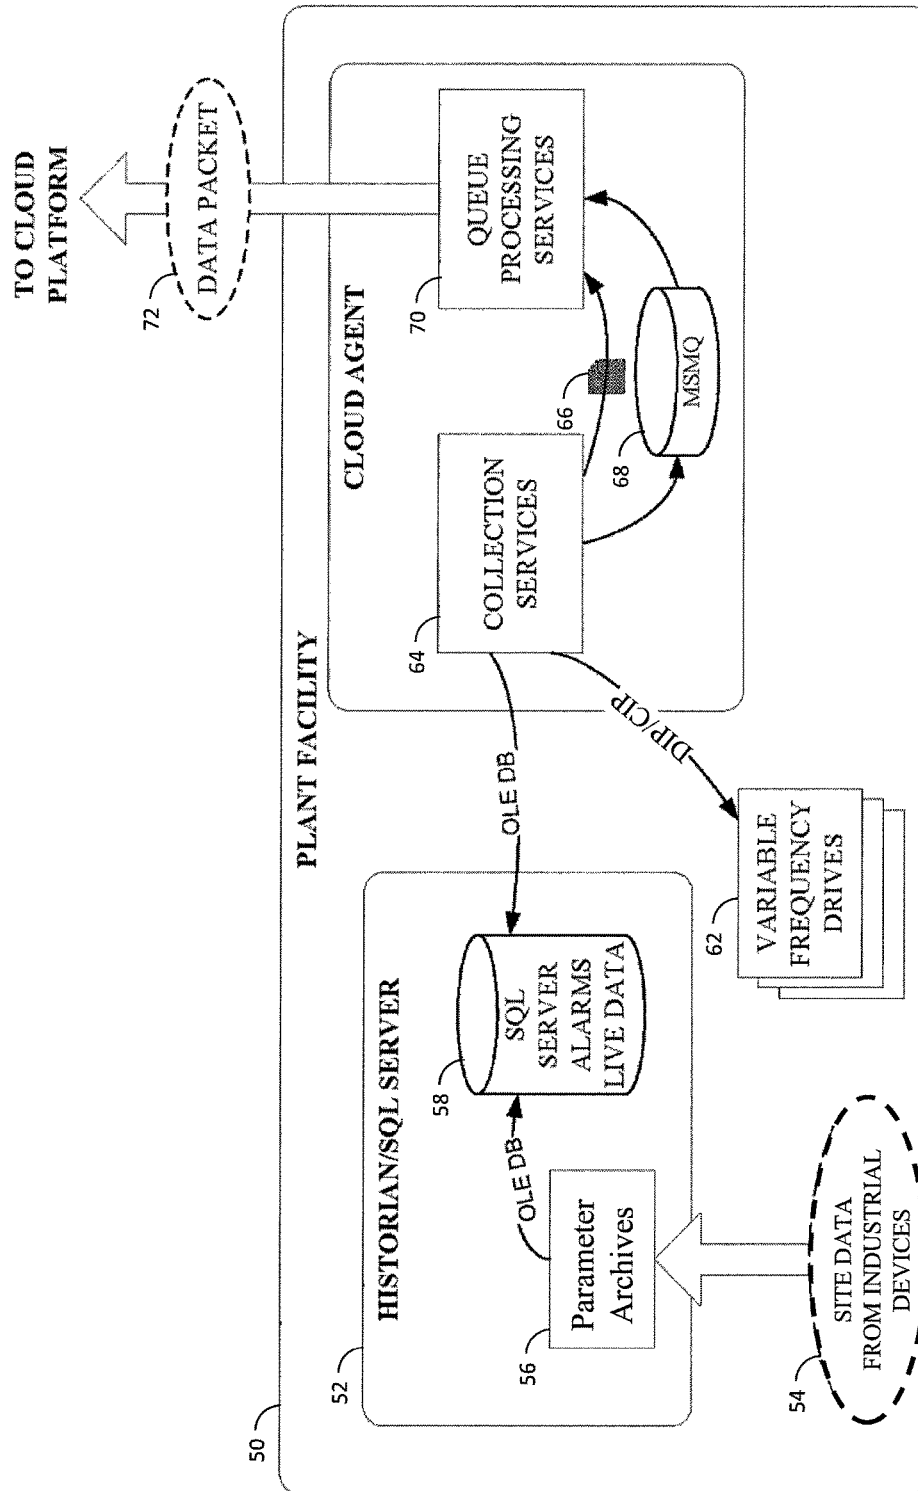 TO CLOUD
PLATFORM
72
DATA PACKET
50
PLANT FACILITY
52
HISTORIAN/SQL SERVER
CLOUD AGENT
58
SQL
SERVER
ALARMS
LIVE DATA
OLE DB
OLE DB
56
Parameter
Archives
64
COLLECTION
SERVICES
66
70
QUEUE
PROCESSING
SERVICES
68
MSMQ
DIP/CIP
62
VARIABLE
FREQUENCY
DRIVES
54
SITE DATA
FROM INDUSTRIAL
DEVICES